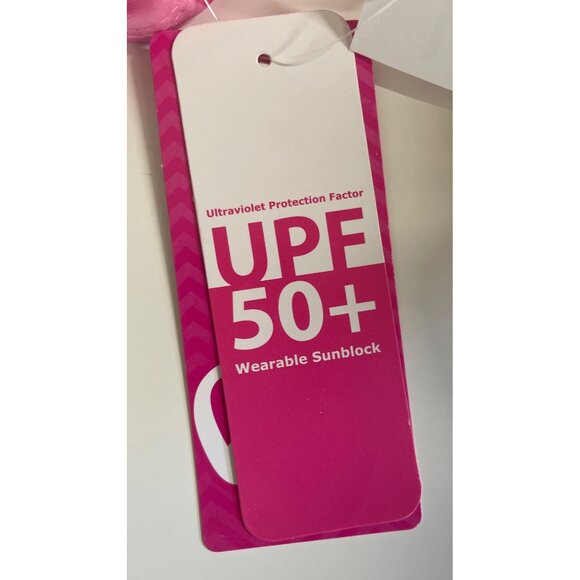 Ultraviolet Protection Factor
UPF
50+
Wearable Sunblock